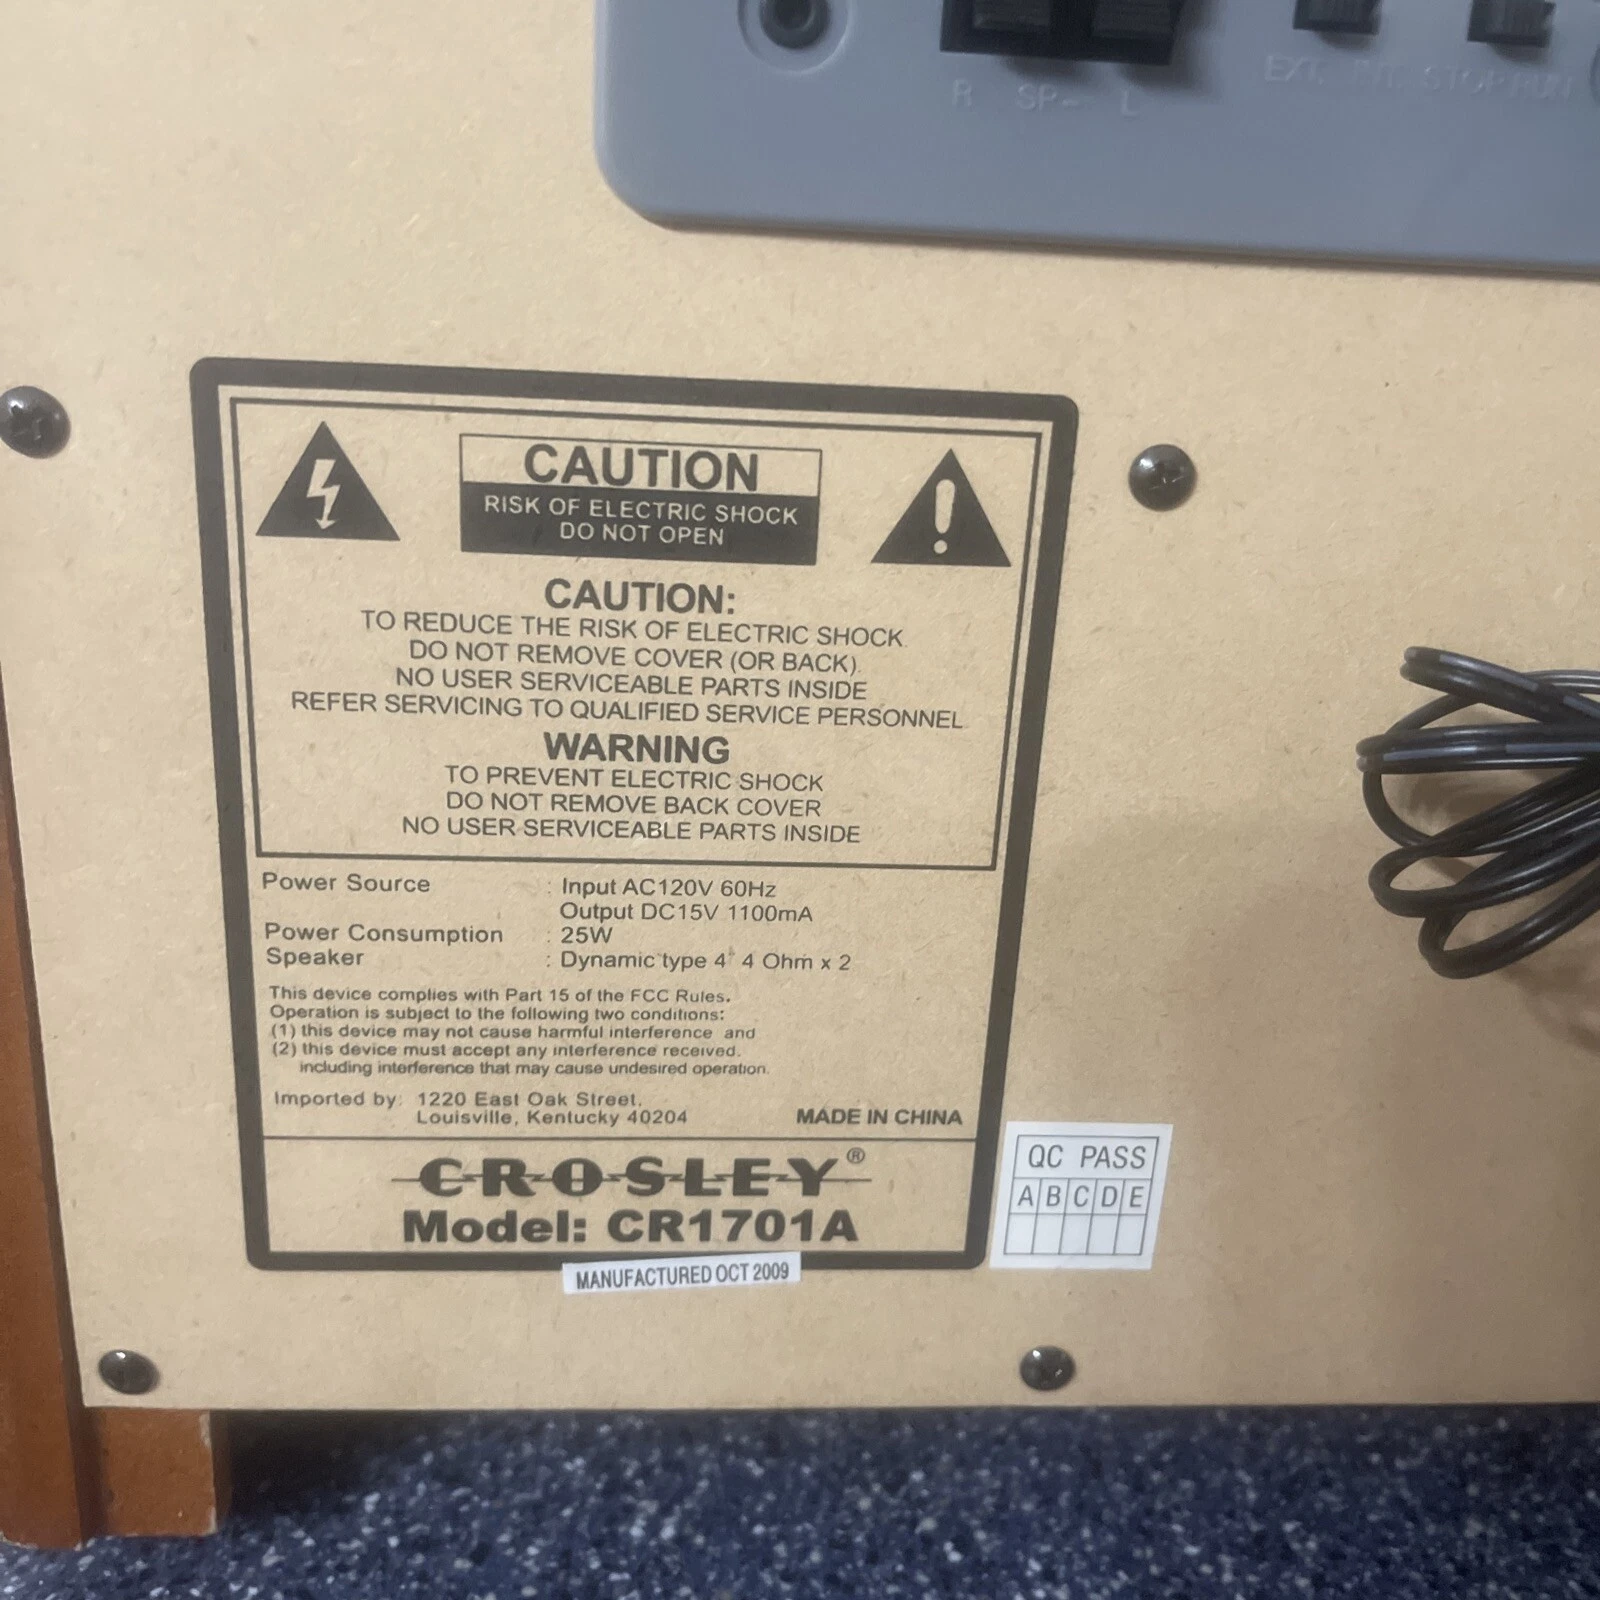 R SP- L
EXT. INT. STOP RUN
CAUTION
RISK OF ELECTRIC SHOCK
DO NOT OPEN
CAUTION:
TO REDUCE THE RISK OF ELECTRIC SHOCK.
DO NOT REMOVE COVER (OR BACK).
NO USER SERVICEABLE PARTS INSIDE
REFER SERVICING TO QUALIFIED SERVICE PERSONNEL
WARNING
TO PREVENT ELECTRIC SHOCK
DO NOT REMOVE BACK COVER
NO USER SERVICEABLE PARTS INSIDE
Power Source : Input AC120V 60Hz
Output DC15V 1100mA
Power Consumption : 25W
Speaker : Dynamic type 4" 4 Ohm x 2
This device complies with Part 15 of the FCC Rules.
Operation is subject to the following two conditions:
(1) this device may not cause harmful interference and
(2) this device must accept any interference received.
including interference that may cause undesired operation.
Imported by: 1220 East Oak Street.
Louisville, Kentucky 40204
MADE IN CHINA
CROSLEY®
Model: CR1701A
MANUFACTURED OCT 2009
QC PASS
A B C D E